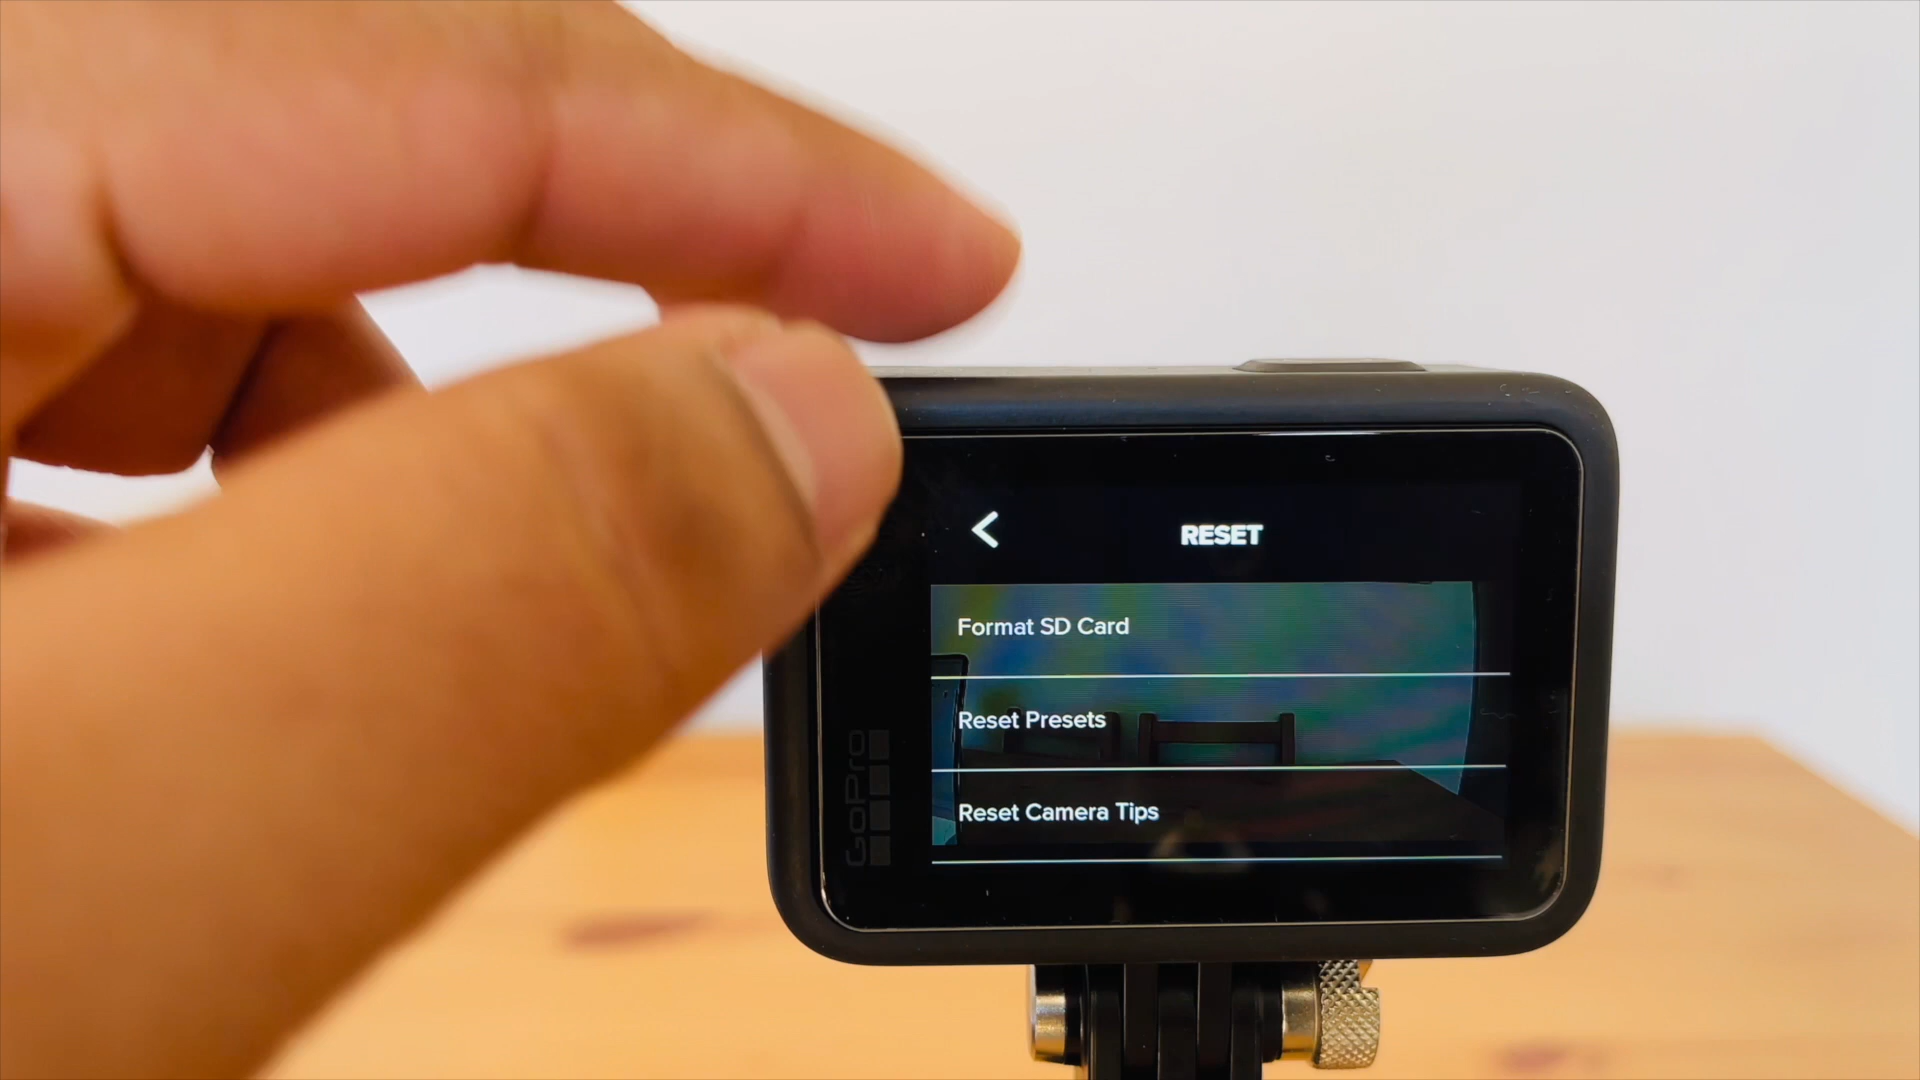 RESET
Format SD Card
Reset Presets
Reset Camera Tips
GoPro